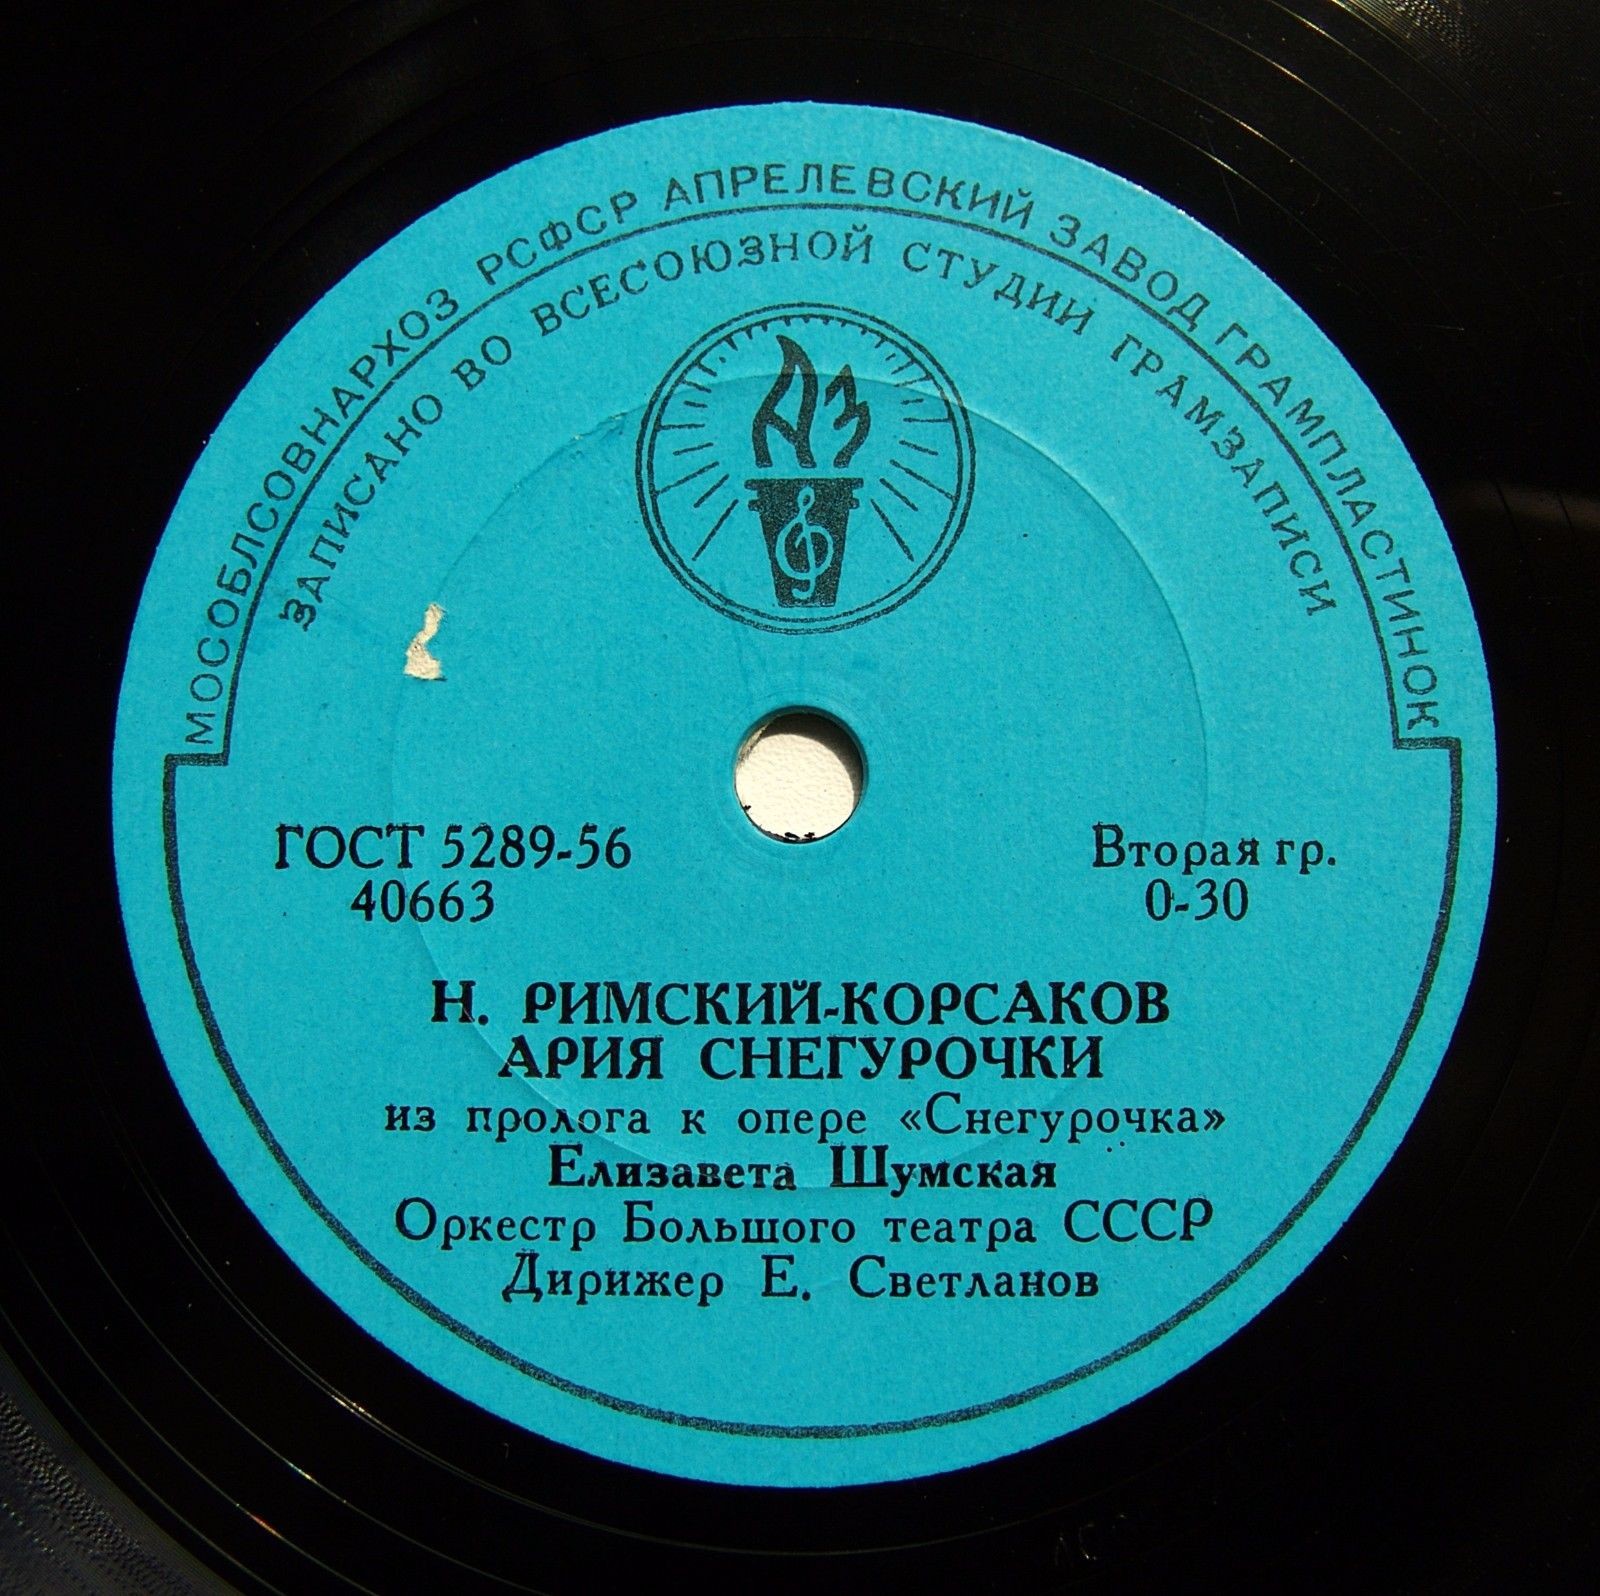 МОСОБЛСОВНАРХОЗ РСФСР АПРЕЛЕВСКИЙ ЗАВОД ГРАМПЛАСТИНОК
ЗАПИСАНО ВО ВСЕСОЮЗНОЙ СТУДИИ ГРАМЗАПИСИ
АЗ
ГОСТ 5289-56
40663
Вторая гр.
0-30
Н. РИМСКИЙ-КОРСАКОВ
АРИЯ СНЕГУРОЧКИ
из пролога к опере «Снегурочка»
Елизавета Шумская
Оркестр Большого театра СССР
Дирижер Е. Светланов